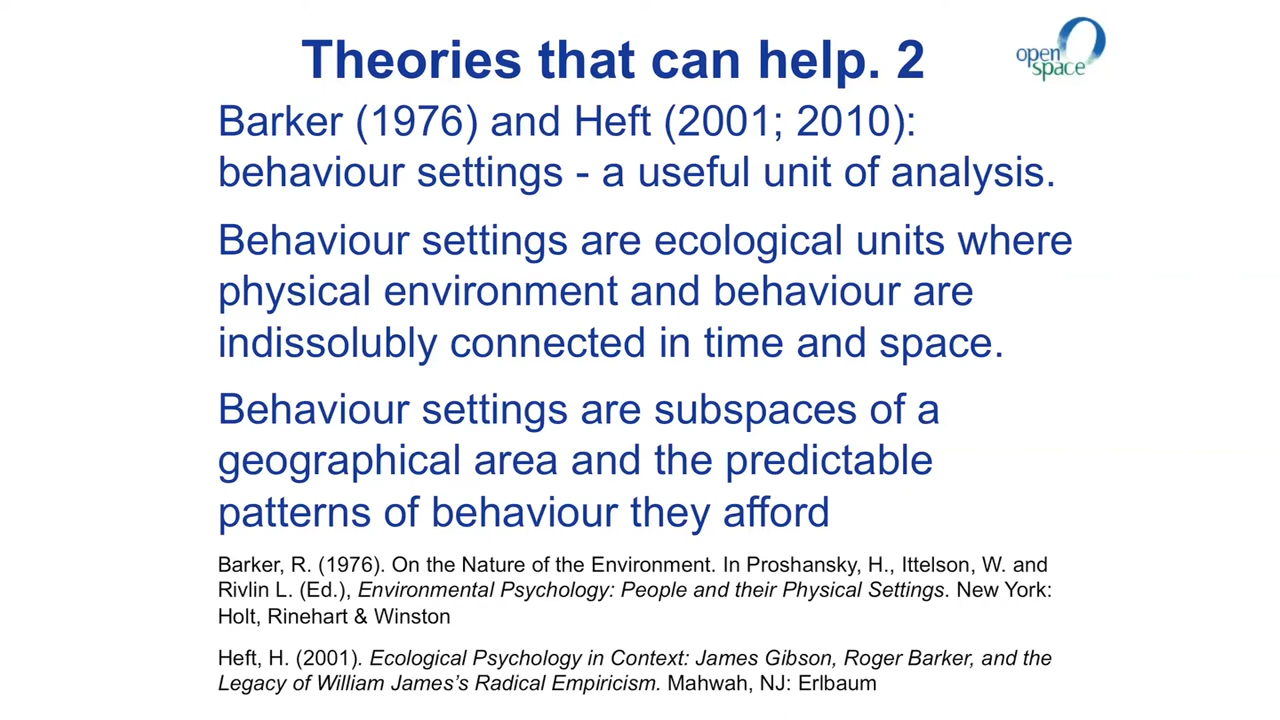 Theories that can help. 2
open
space
Barker (1976) and Heft (2001; 2010):
behaviour settings - a useful unit of analysis.
Behaviour settings are ecological units where
physical environment and behaviour are
indissolubly connected in time and space.
Behaviour settings are subspaces of a
geographical area and the predictable
patterns of behaviour they afford
Barker, R. (1976). On the Nature of the Environment. In Proshansky, H., Ittelson, W. and
Rivlin L. (Ed.), Environmental Psychology: People and their Physical Settings. New York:
Holt, Rinehart & Winston
Heft, H. (2001). Ecological Psychology in Context: James Gibson, Roger Barker, and the
Legacy of William James's Radical Empiricism. Mahwah, NJ: Erlbaum